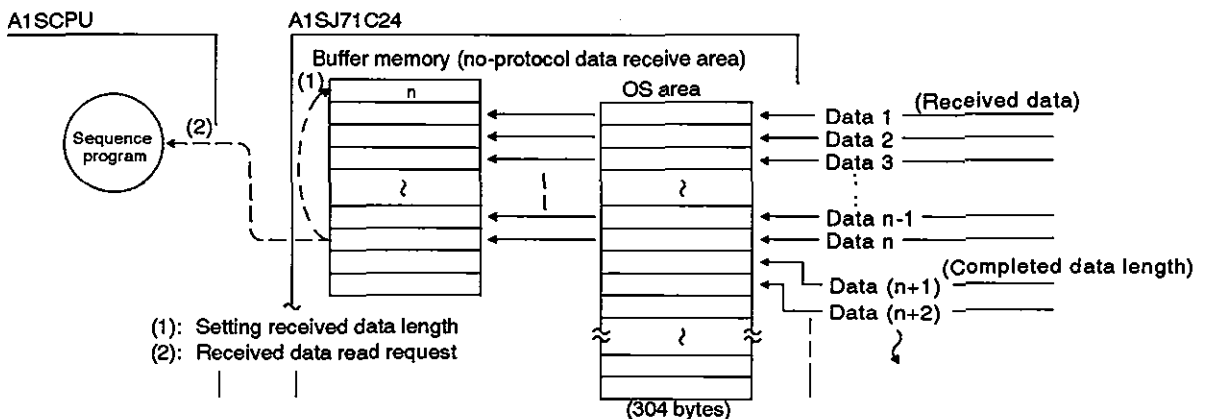 A1SCPU
A1SJ71C24
Buffer memory (no-protocol data receive area)
(1)
n
OS area
(Received data)
Data 1
Data 2
Data 3
(2)
Sequence
program
Data n-1
Data n
(Completed data length)
Data (n+1)
Data (n+2)
(1): Setting received data length
(2): Received data read request
(304 bytes)